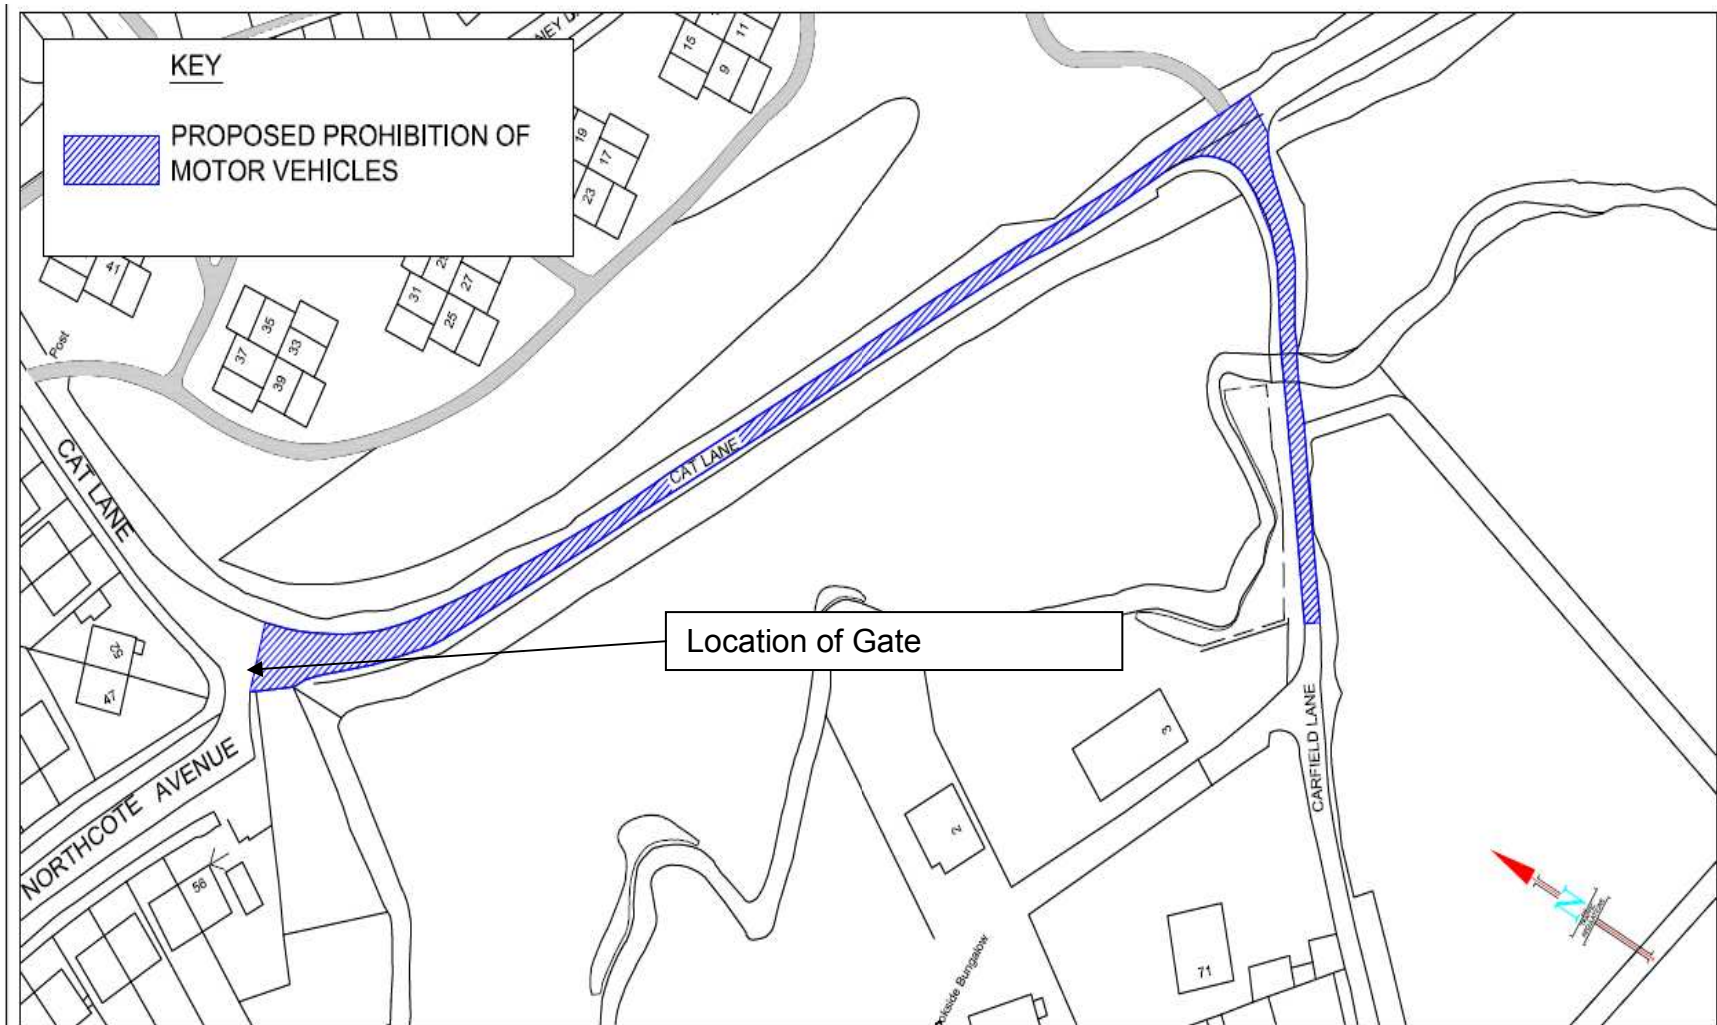 KEY
PROPOSED PROHIBITION OF
MOTOR VEHICLES
15
11
9
19
17
23
41
31
27
25
35
33
37
39
Post
CAT LANE
CAT LANE
Location of Gate
52
47
NORTHCOTE AVENUE
56
3
2
CARFIELD LANE
71
N